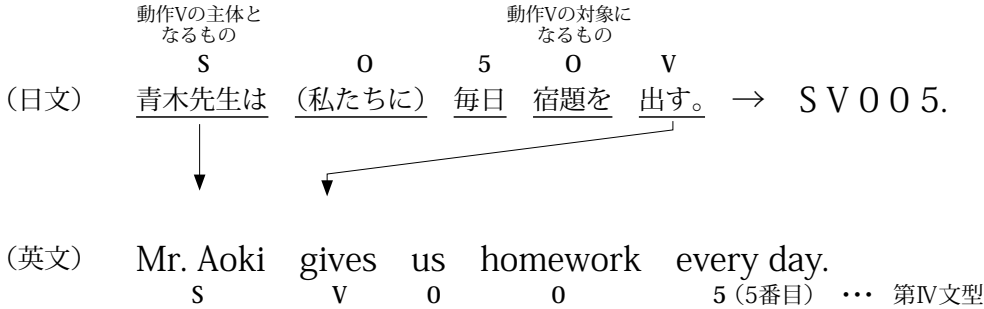 動作Vの主体と 動作Vの対象に
なるもの なるもの
S O 5 O V
（日文） 青木先生は （私たちに） 毎日 宿題を 出す。 → S V O O 5.
（英文） Mr. Aoki gives us homework every day.
S V O O 5（5番目） … 第Ⅳ文型